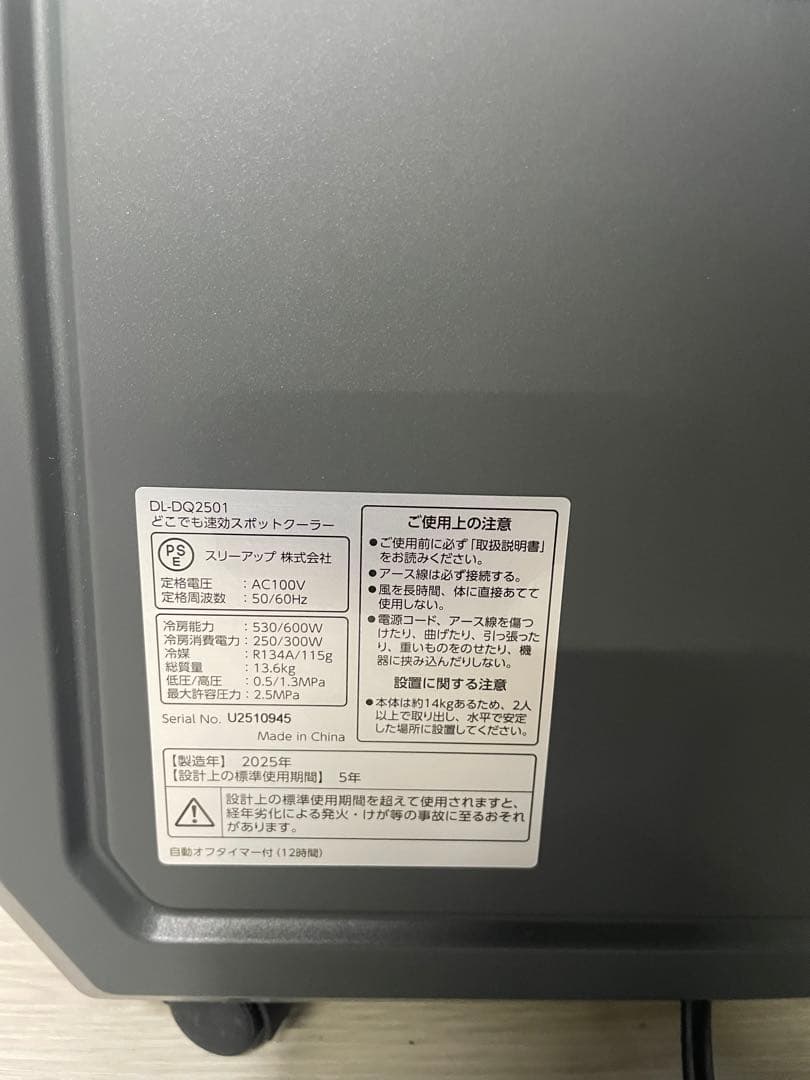 DL-DQ2501
どこでも速効スポットクーラー
PS
E
スリーアップ 株式会社
定格電圧 : AC100V
定格周波数 : 50/60Hz
冷房能力 : 530/600W
冷房消費電力 : 250/300W
冷媒 : R134A/115g
総質量 : 13.6kg
低圧/高圧 : 0.5/1.3MPa
最大許容圧力 : 2.5MPa
Serial No. U2510945
Made in China
ご使用上の注意
●ご使用前に必ず「取扱説明書」
をお読みください。
●アース線は必ず接続する。
●風を長時間、体に直接あてて
使用しない。
●電源コード、アース線を傷つ
けたり、曲げたり、引っ張った
り、重いものをのせたり、機
器に挟み込んだりしない。
設置に関する注意
●本体は約14kgあるため、2人
以上で取り出し、水平で安定
した場所に設置してください。
【製造年】 2025年
【設計上の標準使用期間】 5年
設計上の標準使用期間を超えて使用されますと、
経年劣化による発火・けが等の事故に至るおそれ
があります。
自動オフタイマー付(12時間)